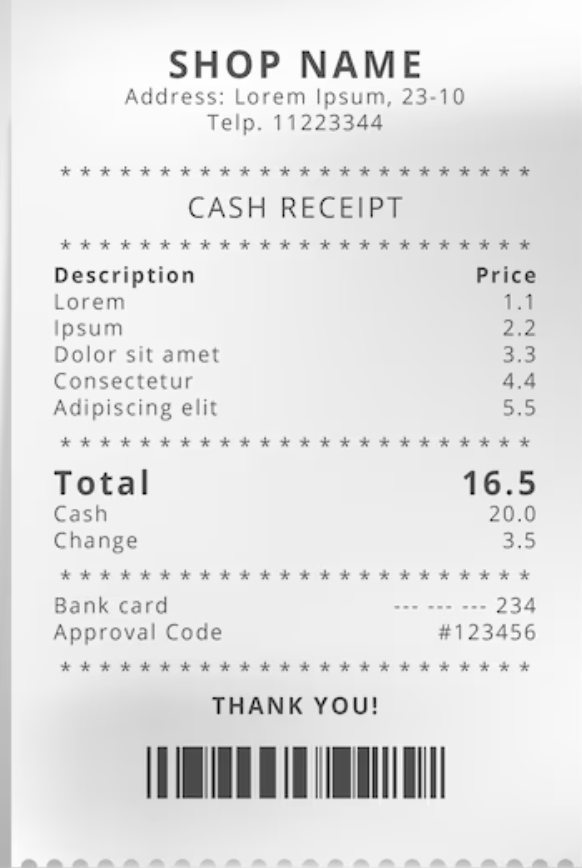 SHOP NAME
Address: Lorem Ipsum, 23-10
Telp. 11223344
* * * * * * * * * * * * * * * * * * * * * * * *
CASH RECEIPT
* * * * * * * * * * * * * * * * * * * * * * * *
Description Price
Lorem 1.1
Ipsum 2.2
Dolor sit amet 3.3
Consectetur 4.4
Adipiscing elit 5.5
* * * * * * * * * * * * * * * * * * * * * * * *
Total 16.5
Cash 20.0
Change 3.5
* * * * * * * * * * * * * * * * * * * * * * * *
Bank card --- --- --- 234
Approval Code #123456
* * * * * * * * * * * * * * * * * * * * * * * *
THANK YOU!